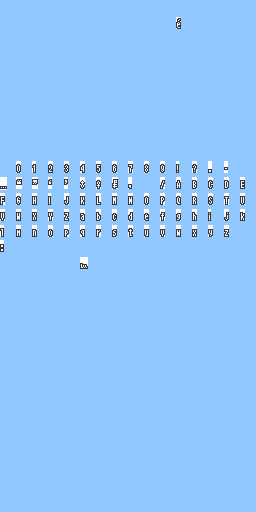 é
0 1 2 3 4 5 6 7 8 9 ! ? . -
… “ ” ‘ ’ ♂ ♀ , / A B C D E
F G H I J K L M N O P Q R S T U
V W X Y Z a b c d e f g h i j k
l m n o p q r s t u v w x y z
: